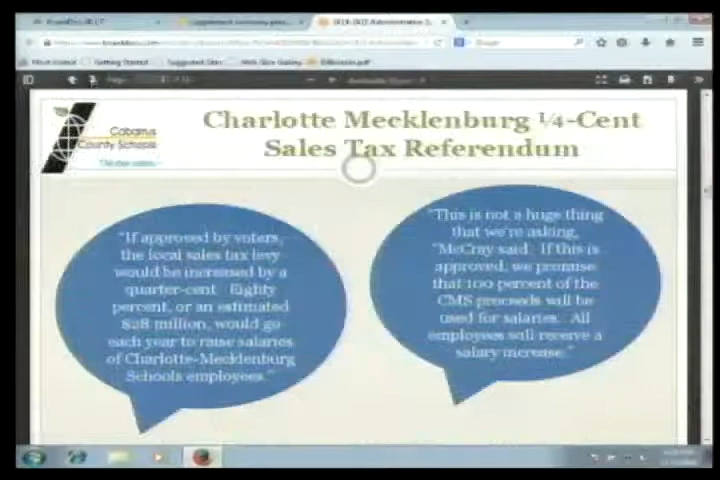 Getting Started
Charlotte Mecklenburg ¼-Cent
Sales Tax Referendum
Cabarrus
County Schools
"If approved by voters,
the local sales tax levy
would be increased by a
quarter-cent. Eighty
percent, or an estimated
$28 million, would go
each year to raise salaries
of Charlotte-Mecklenburg
Schools employees."
"This is not a huge thing
that we're asking,
"McCray said. If this is
approved, we promise
that 100 percent of the
CMS proceeds will be
used for salaries. All
employees will receive a
salary increase."